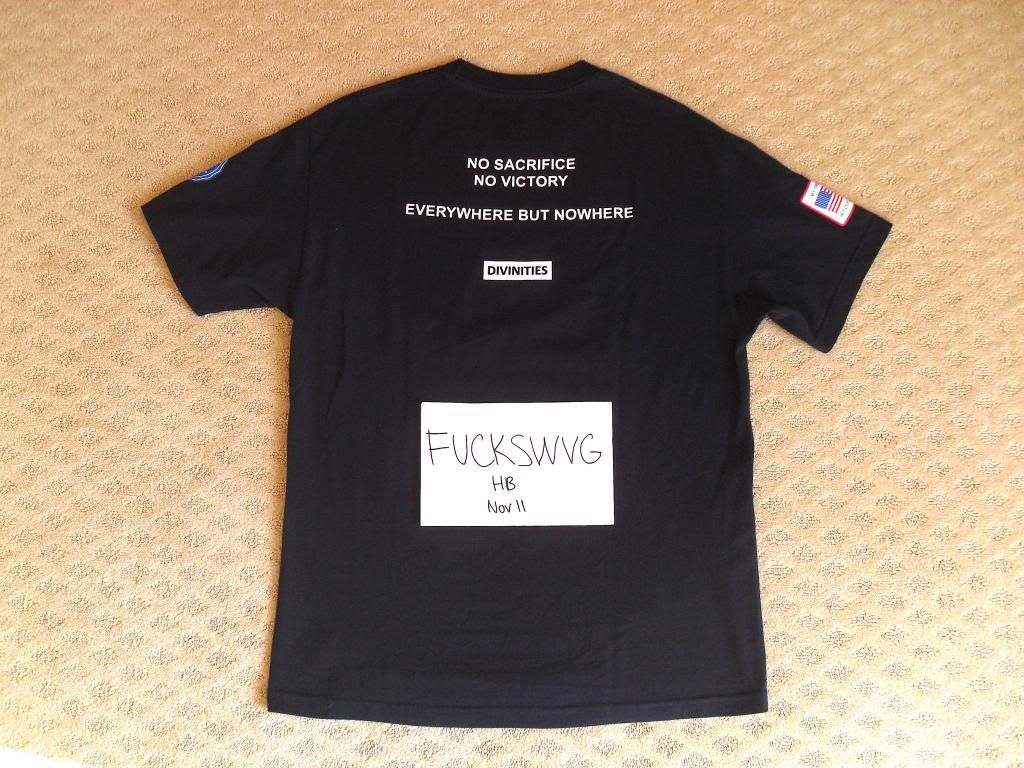 NO SACRIFICE
NO VICTORY
EVERYWHERE BUT NOWHERE
DIVINITIES
FUCKSWVG
HB
Nov 11